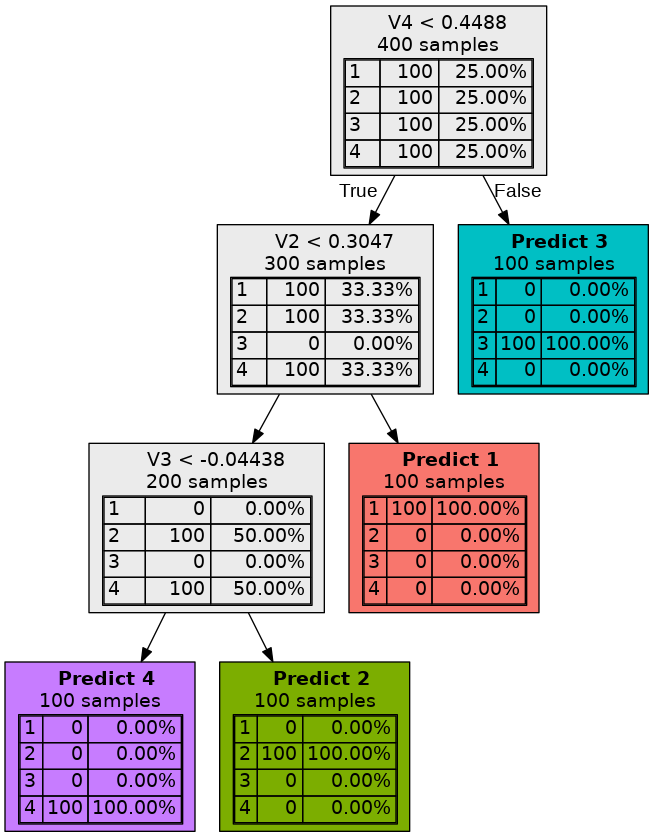 V4 < 0.4488
400 samples
1 100 25.00%
2 100 25.00%
3 100 25.00%
4 100 25.00%
True False
V2 < 0.3047
300 samples
1 100 33.33%
2 100 33.33%
3 0 0.00%
4 100 33.33%
Predict 3
100 samples
1 0 0.00%
2 0 0.00%
3 100 100.00%
4 0 0.00%
V3 < -0.04438
200 samples
1 0 0.00%
2 100 50.00%
3 0 0.00%
4 100 50.00%
Predict 1
100 samples
1 100 100.00%
2 0 0.00%
3 0 0.00%
4 0 0.00%
Predict 4
100 samples
1 0 0.00%
2 0 0.00%
3 0 0.00%
4 100 100.00%
Predict 2
100 samples
1 0 0.00%
2 100 100.00%
3 0 0.00%
4 0 0.00%